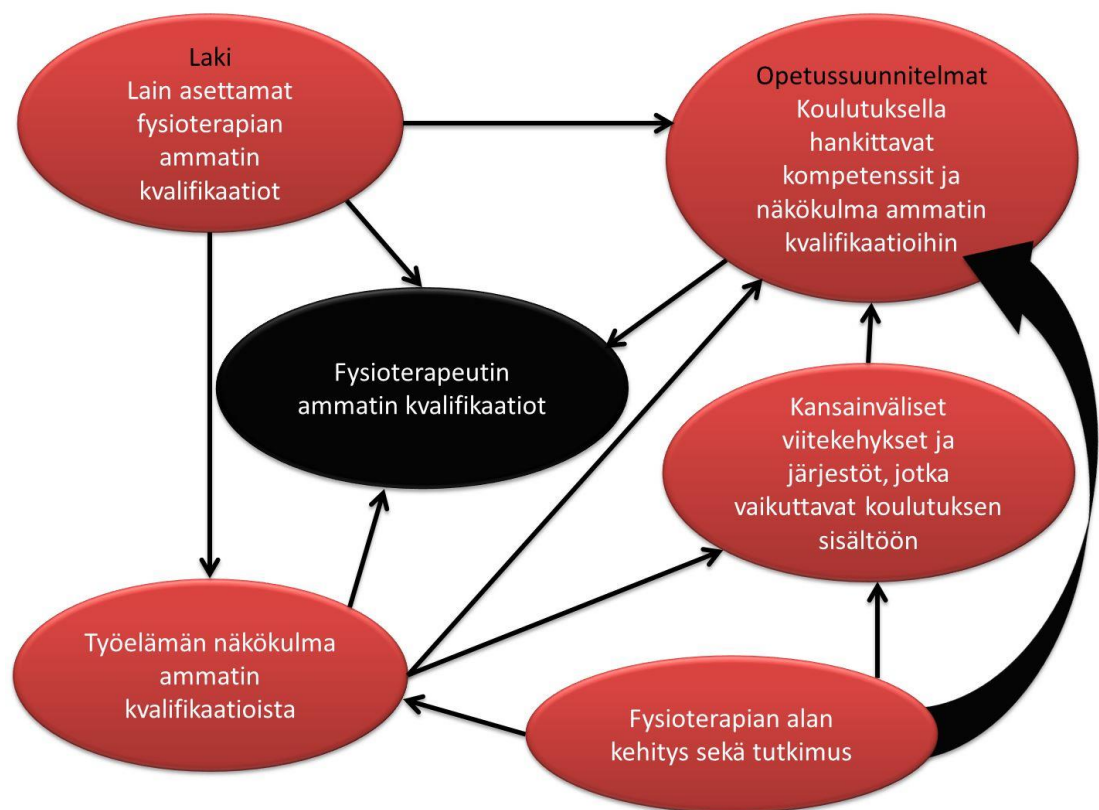 Laki
Lain asettamat
fysioterapian
ammatin
kvalifikaatiot
Opetussuunnitelmat
Koulutuksella
hankittavat
kompetenssit ja
näkökulma ammatin
kvalifikaatioihin
Fysioterapeutin
ammatin kvalifikaatiot
Kansainväliset
viitekehykset ja
järjestöt, jotka
vaikuttavat koulutuksen
sisältöön
Työelämän näkökulma
ammatin
kvalifikaatioista
Fysioterapian alan
kehitys sekä tutkimus